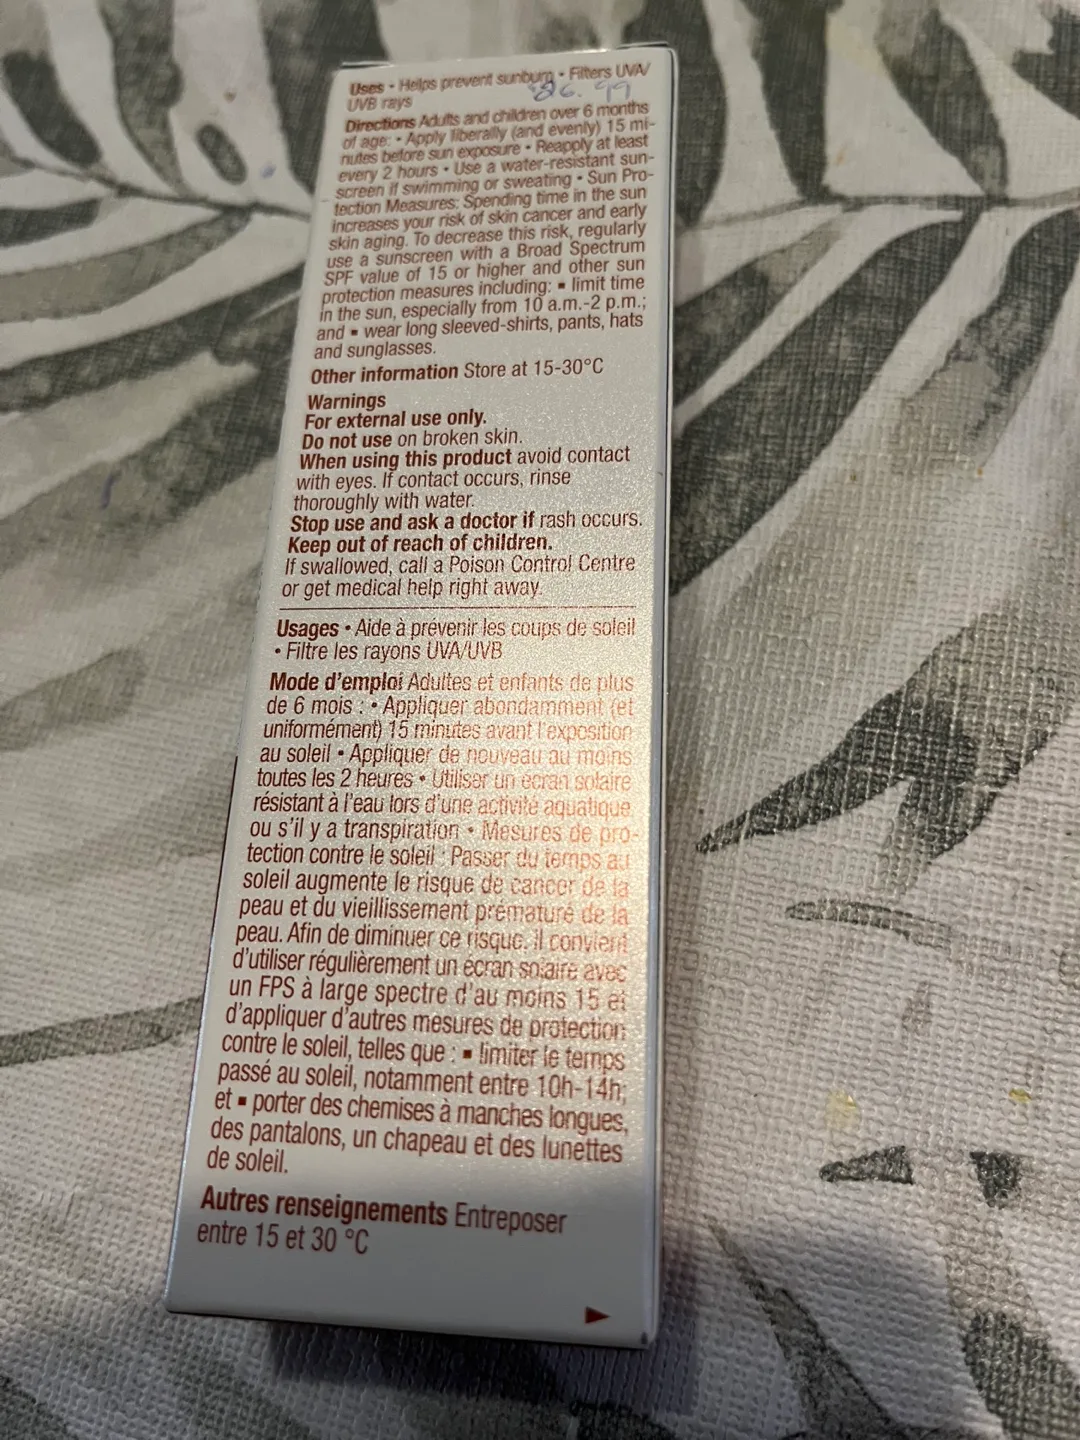 Uses • Helps prevent sunburn • Filters UVA/
UVB rays
Directions Adults and children over 6 months
of age: • Apply liberally (and evenly) 15 mi-
nutes before sun exposure • Reapply at least
every 2 hours • Use a water-resistant sun-
screen if swimming or sweating • Sun Pro-
tection Measures: Spending time in the sun
increases your risk of skin cancer and early
skin aging. To decrease this risk, regularly
use a sunscreen with a Broad Spectrum
SPF value of 15 or higher and other sun
protection measures including: ▪ limit time
in the sun, especially from 10 a.m.-2 p.m.;
and ▪ wear long sleeved-shirts, pants, hats
and sunglasses.
Other information Store at 15-30°C
Warnings
For external use only.
Do not use on broken skin.
When using this product avoid contact
with eyes. If contact occurs, rinse
thoroughly with water.
Stop use and ask a doctor if rash occurs.
Keep out of reach of children.
If swallowed, call a Poison Control Centre
or get medical help right away.
Usages • Aide à prévenir les coups de soleil
• Filtre les rayons UVA/UVB
Mode d'emploi Adultes et enfants de plus
de 6 mois : • Appliquer abondamment (et
uniformément) 15 minutes avant l'exposition
au soleil • Appliquer de nouveau au moins
toutes les 2 heures • Utiliser un écran solaire
résistant à l'eau lors d'une activité aquatique
ou s'il y a transpiration • Mesures de pro-
tection contre le soleil : Passer du temps au
soleil augmente le risque de cancer de la
peau et du vieillissement prématuré de la
peau. Afin de diminuer ce risque, il convient
d'utiliser régulièrement un écran solaire avec
un FPS à large spectre d'au moins 15 et
d'appliquer d'autres mesures de protection
contre le soleil, telles que : ▪ limiter le temps
passé au soleil, notamment entre 10h-14h;
et ▪ porter des chemises à manches longues,
des pantalons, un chapeau et des lunettes
de soleil.
Autres renseignements Entreposer
entre 15 et 30 °C